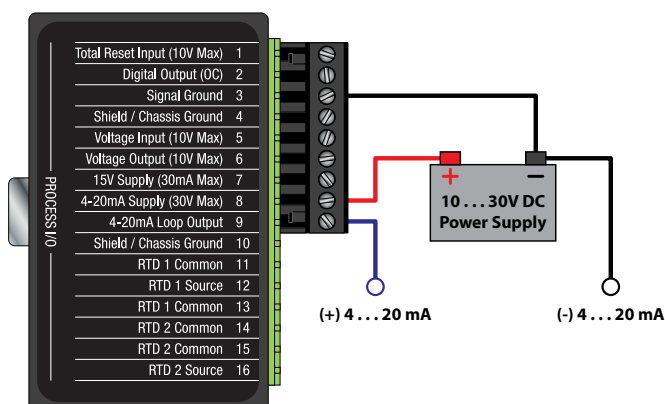 Total Reset Input (10V Max) 1
Digital Output (OC) 2
Signal Ground 3
Shield / Chassis Ground 4
Voltage Input (10V Max) 5
Voltage Output (10V Max) 6
15V Supply (30mA Max) 7
4-20mA Supply (30V Max) 8
4-20mA Loop Output 9
Shield / Chassis Ground 10
RTD 1 Common 11
RTD 1 Source 12
RTD 1 Common 13
RTD 2 Common 14
RTD 2 Common 15
RTD 2 Source 16
PROCESS I/O
+ –
10 . . . 30V DC
Power Supply
(+) 4 . . . 20 mA
(-) 4 . . . 20 mA